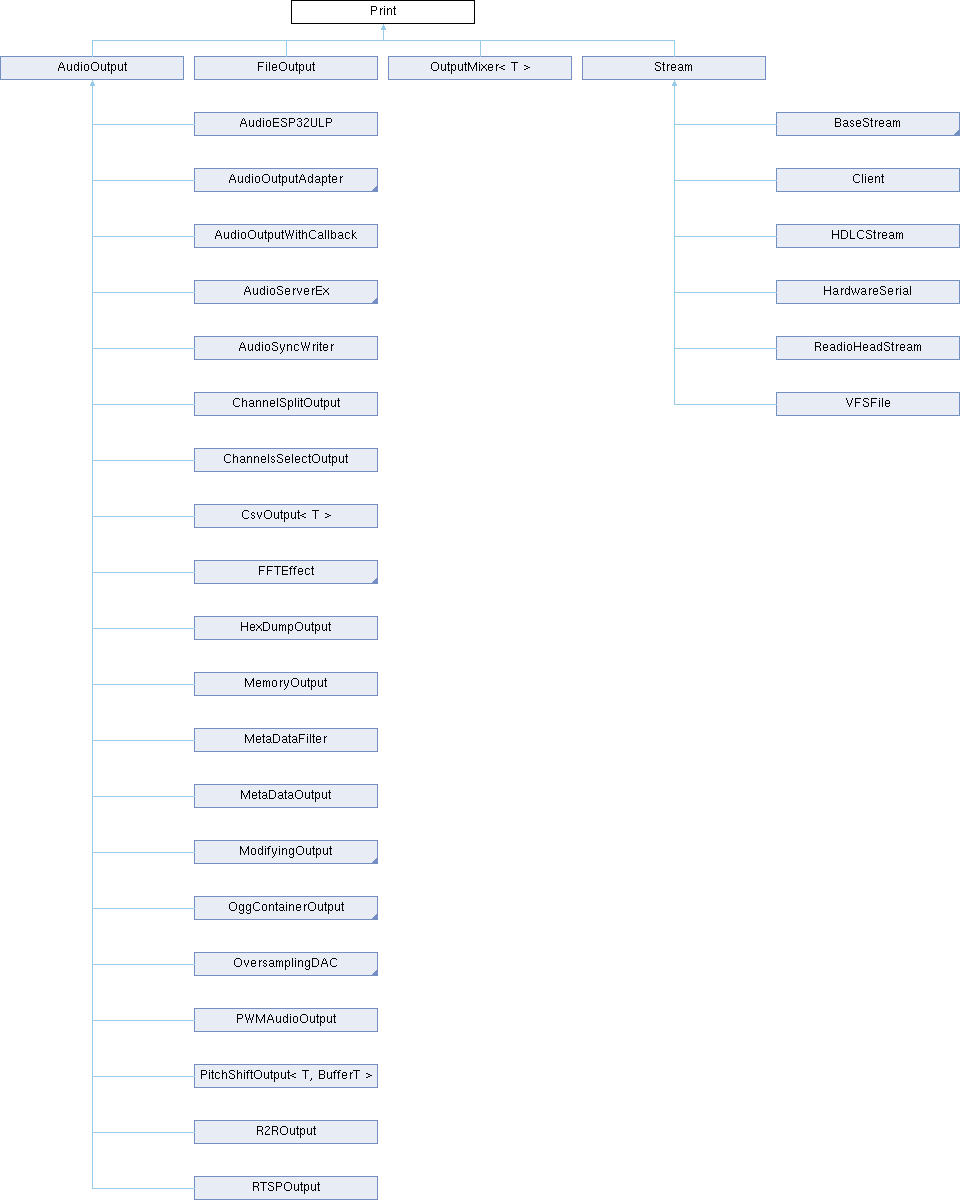 Print
AudioOutput
FileOutput
OutputMixer< T >
Stream
AudioESP32ULP
BaseStream
AudioOutputAdapter
Client
AudioOutputWithCallback
HDLCStream
AudioServerEx
HardwareSerial
AudioSyncWriter
ReadioHeadStream
ChannelSplitOutput
VFSFile
ChannelsSelectOutput
CsvOutput< T >
FFTEffect
HexDumpOutput
MemoryOutput
MetaDataFilter
MetaDataOutput
ModifyingOutput
OggContainerOutput
OversamplingDAC
PWMAudioOutput
PitchShiftOutput< T, BufferT >
R2ROutput
RTSPOutput